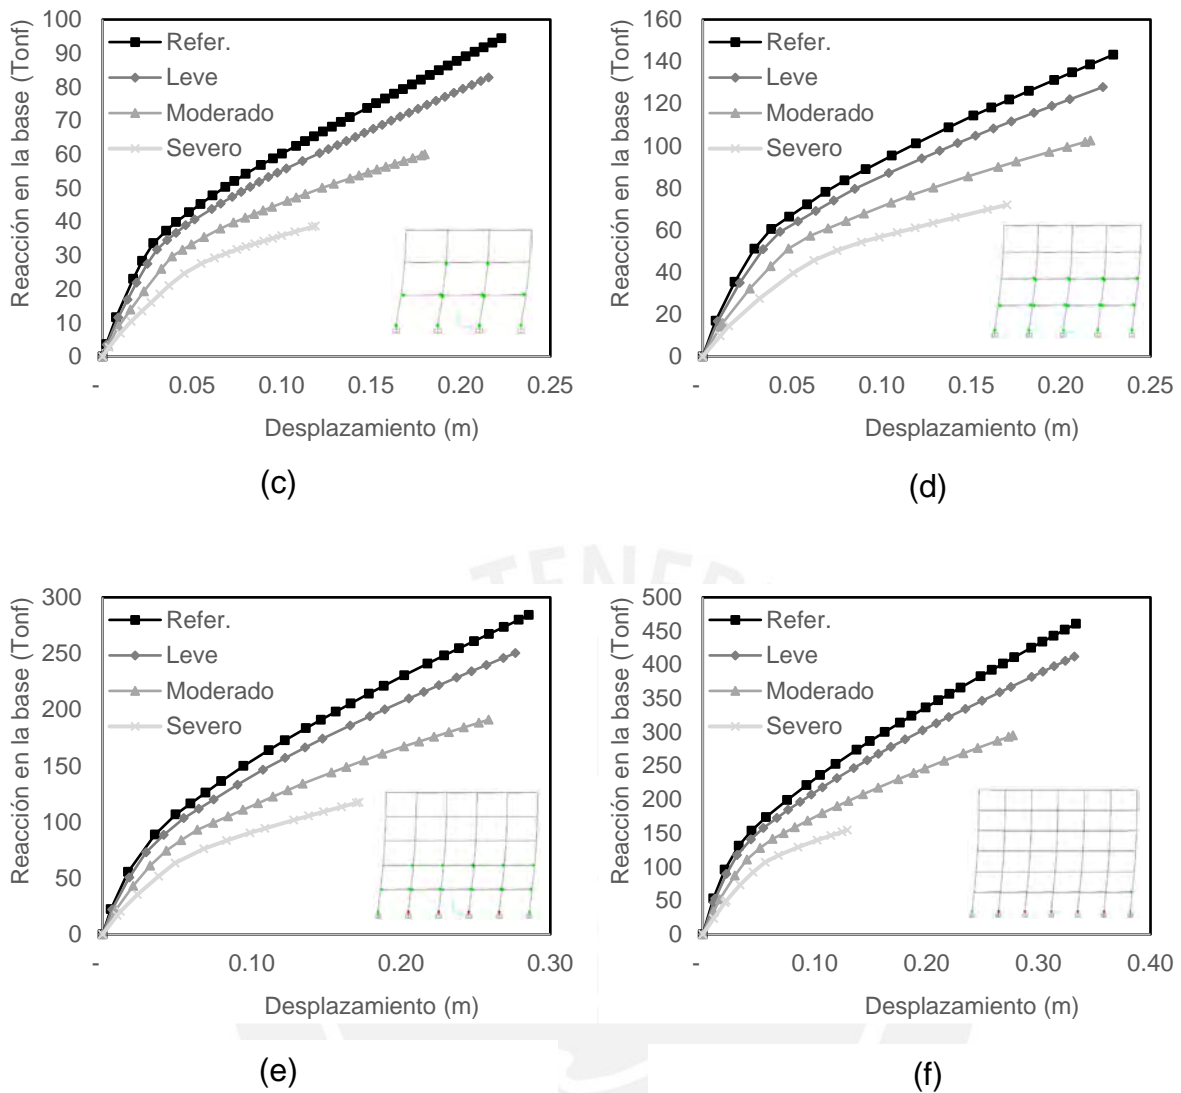 Reacción en la base (Tonf)
100
90
80
70
60
50
40
30
20
10
0
Refer.
Leve
Moderado
Severo
- 0.05 0.10 0.15 0.20 0.25
Desplazamiento (m)
(c)
Reacción en la base (Tonf)
160
140
120
100
80
60
40
20
0
Refer.
Leve
Moderado
Severo
- 0.05 0.10 0.15 0.20 0.25
Desplazamiento (m)
(d)
TENEB
Reacción en la base (Tonf)
300
250
200
150
100
50
0
Refer.
Leve
Moderado
Severo
- 0.10 0.20 0.30
Desplazamiento (m)
(e)
Reacción en la base (Tonf)
500
450
400
350
300
250
200
150
100
50
0
Refer.
Leve
Moderado
Severo
- 0.10 0.20 0.30 0.40
Desplazamiento (m)
(f)